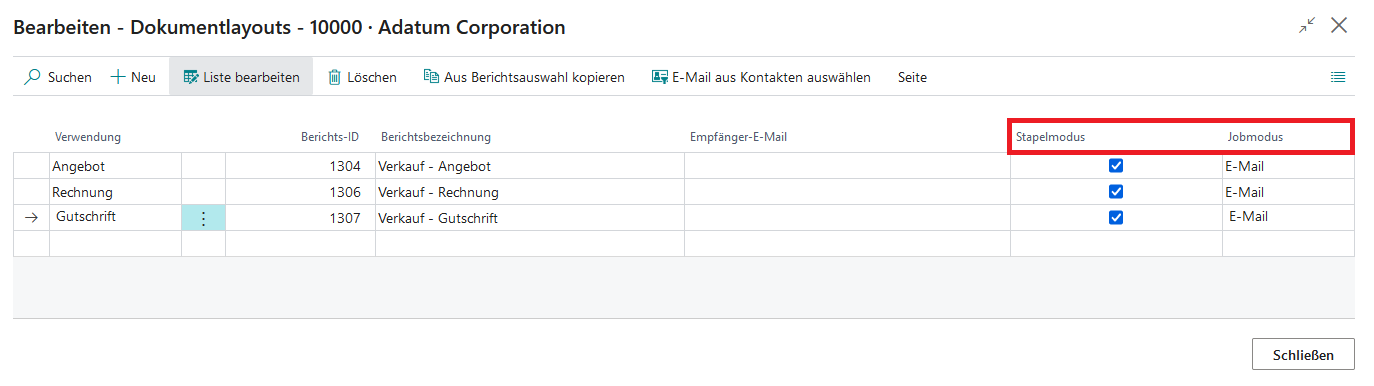 Bearbeiten - Dokumentlayouts - 10000 · Adatum Corporation
Suchen Neu Liste bearbeiten Löschen Aus Berichtsauswahl kopieren E-Mail aus Kontakten auswählen Seite
Verwendung Berichts-ID Berichtsbezeichnung Empfänger-E-Mail Stapelmodus Jobmodus
Angebot 1304 Verkauf - Angebot E-Mail
Rechnung 1306 Verkauf - Rechnung E-Mail
Gutschrift 1307 Verkauf - Gutschrift E-Mail
Schließen